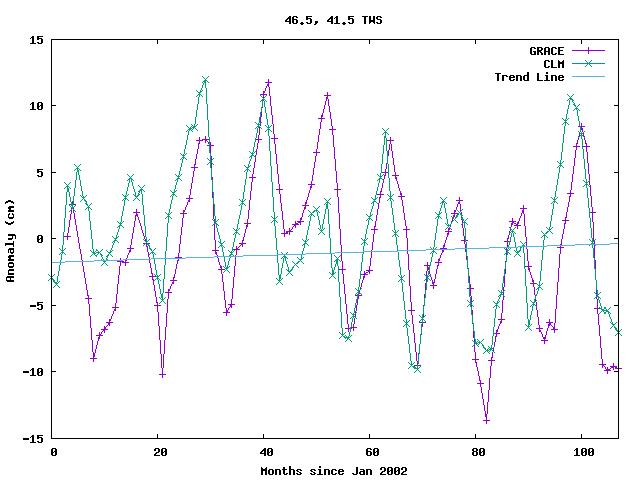 46.5, 41.5 TWS
GRACE
CLM
Trend Line
Anomaly (cm)
15
10
5
0
-5
-10
-15
0 20 40 60 80 100
Months since Jan 2002